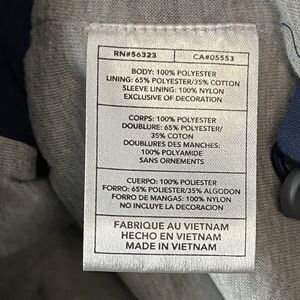 RN#56323 CA#05553
BODY: 100% POLYESTER
LINING: 65% POLYESTER/35% COTTON
SLEEVE LINING: 100% NYLON
EXCLUSIVE OF DECORATION
CORPS: 100% POLYESTER
DOUBLURE: 65% POLYESTER/
35% COTON
DOUBLURES DES MANCHES:
100% POLYAMIDE
SANS ORNEMENTS
CUERPO: 100% POLIESTER
FORRO: 65% POLIESTER/35% ALGODON
FORRO DE MANGAS: 100% NYLON
NO INCLUYE LA DECORACION
FABRIQUE AU VIETNAM
HECHO EN VIETNAM
MADE IN VIETNAM